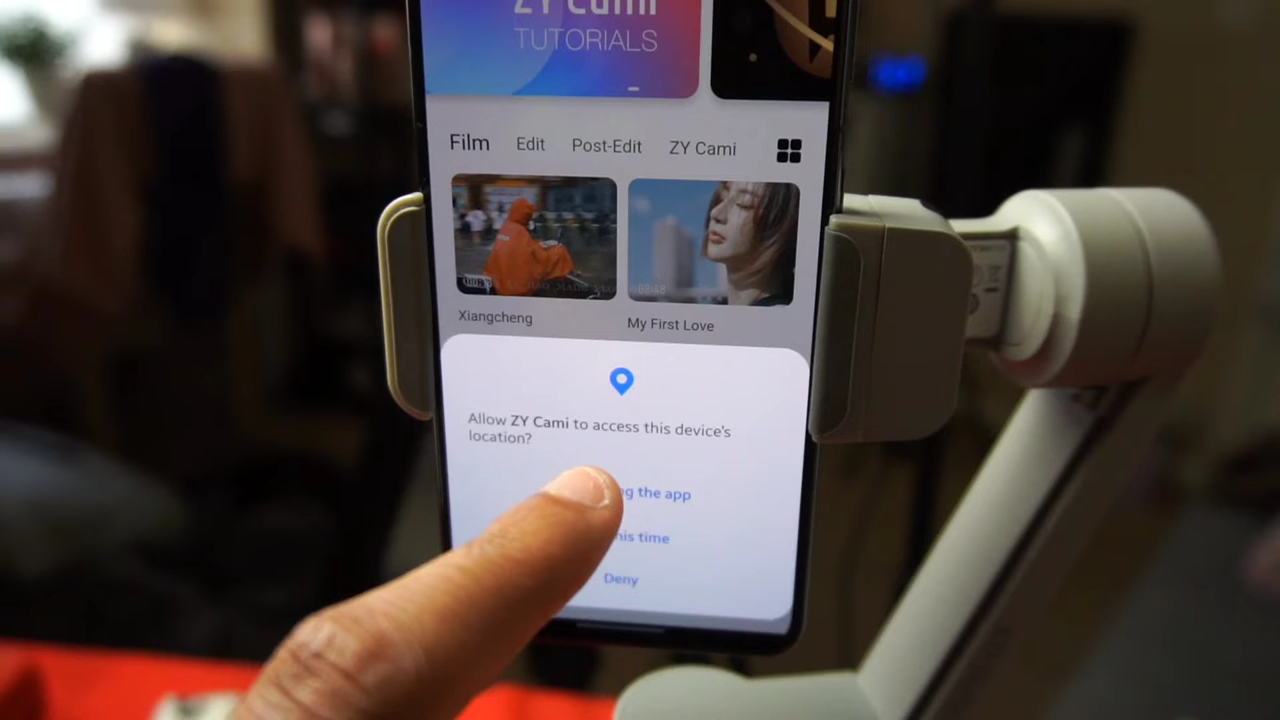 ZY Cami
TUTORIALS
Film Edit Post-Edit ZY Cami
Xiangcheng
My First Love
Allow ZY Cami to access this device's
location?
the app
time
Deny